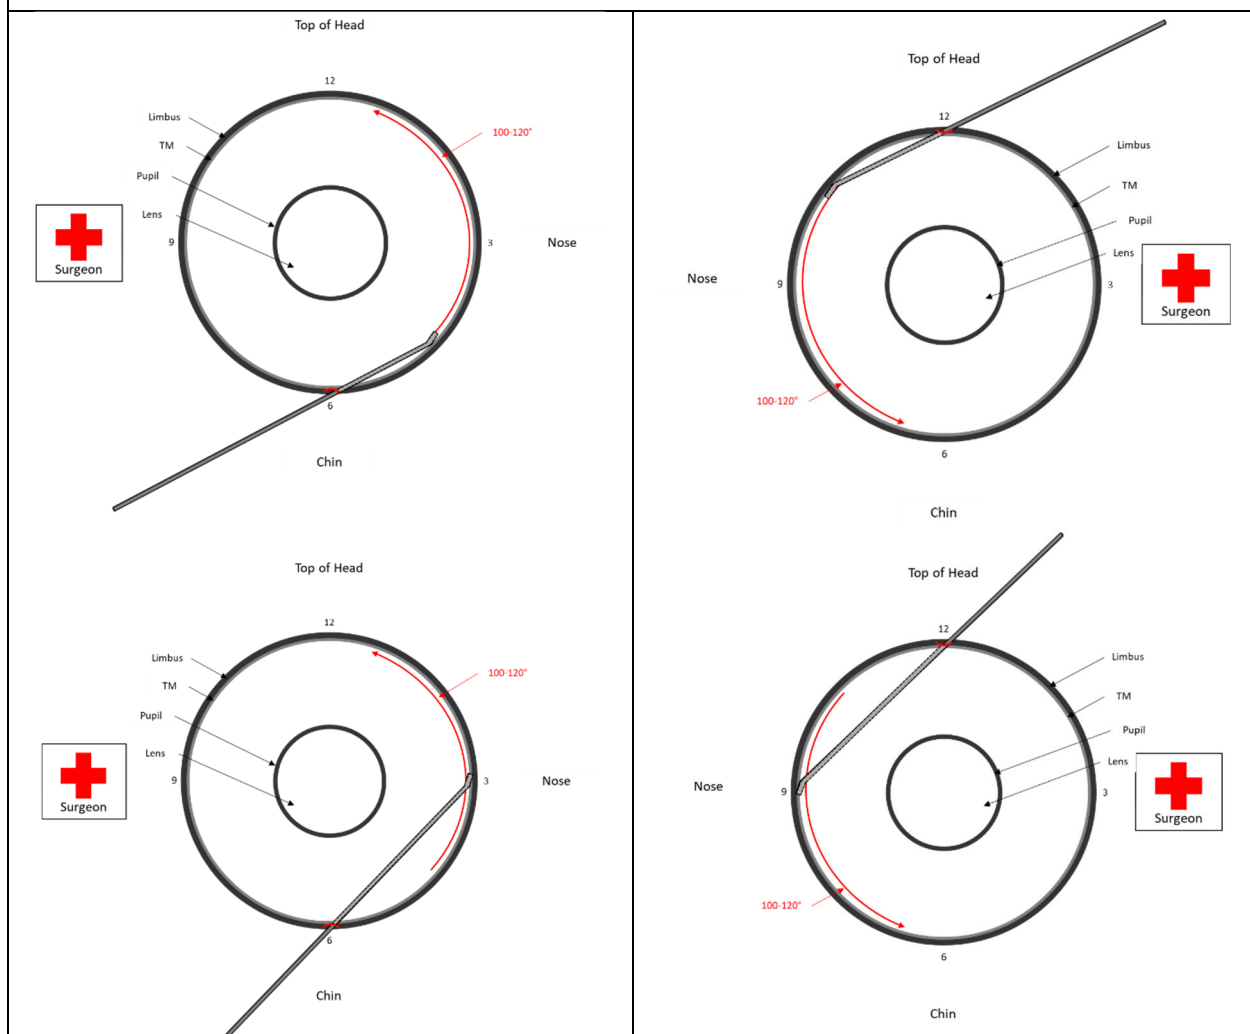 Top of Head
12
Limbus
TM
100-120°
Pupil
Lens
Surgeon
9
3
Nose
6
Chin
Top of Head
12
Limbus
TM
100-120°
Pupil
Lens
Surgeon
9
3
Nose
6
Chin
Top of Head
12
Limbus
TM
Pupil
Lens
Nose
9
3
Surgeon
100-120°
6
Chin
Top of Head
12
Limbus
TM
Pupil
Lens
Nose
9
3
Surgeon
100-120°
6
Chin